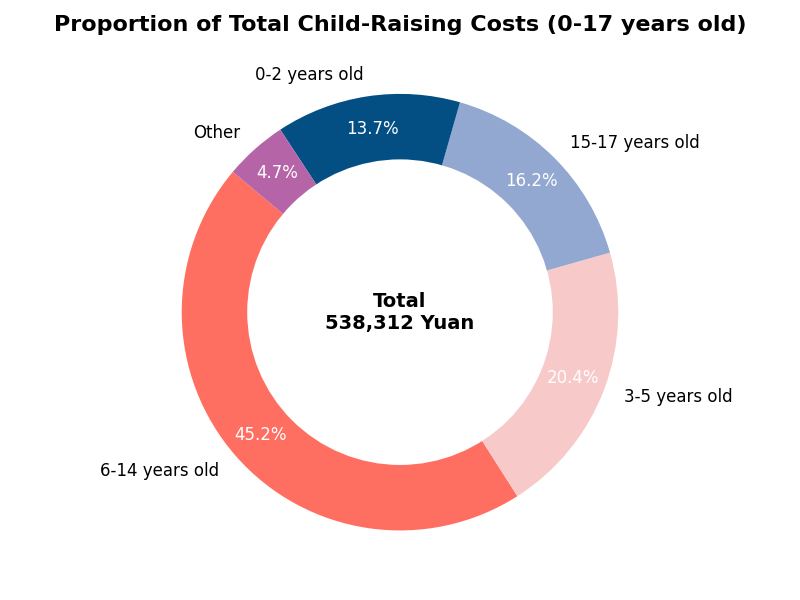 Proportion of Total Child-Raising Costs (0-17 years old)
0-2 years old
13.7%
Other
4.7%
15-17 years old
16.2%
Total
538,312 Yuan
20.4%
3-5 years old
45.2%
6-14 years old